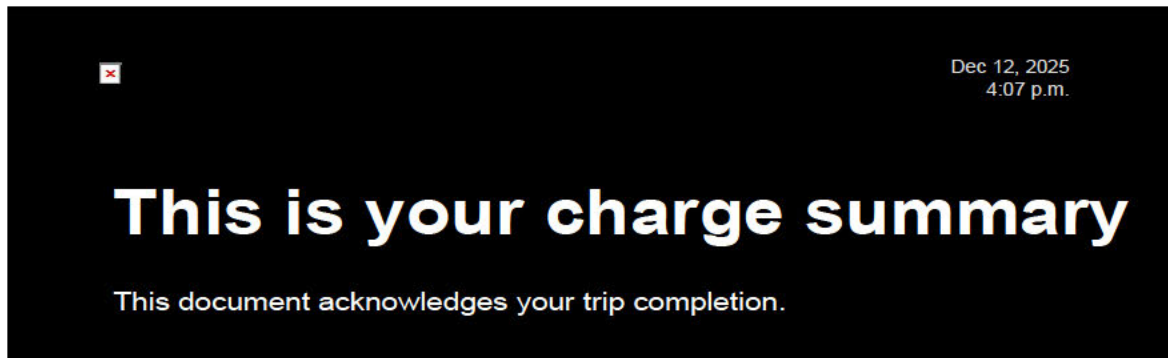 Dec 12, 2025
4:07 p.m.
This is your charge summary
This document acknowledges your trip completion.